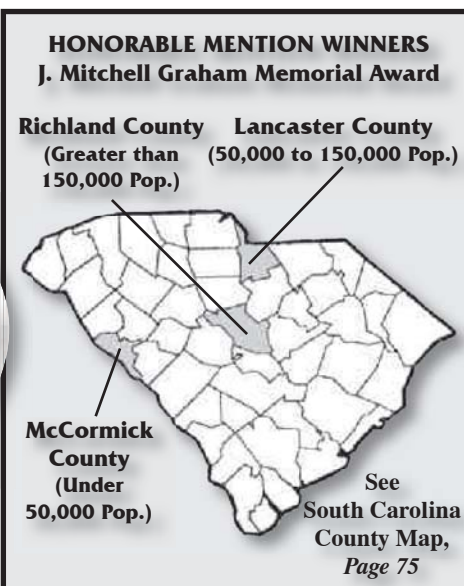 HONORABLE MENTION WINNERS
J. Mitchell Graham Memorial Award
Richland County
(Greater than
150,000 Pop.)
Lancaster County
(50,000 to 150,000 Pop.)
McCormick
County
(Under
50,000 Pop.)
See
South Carolina
County Map,
Page 75